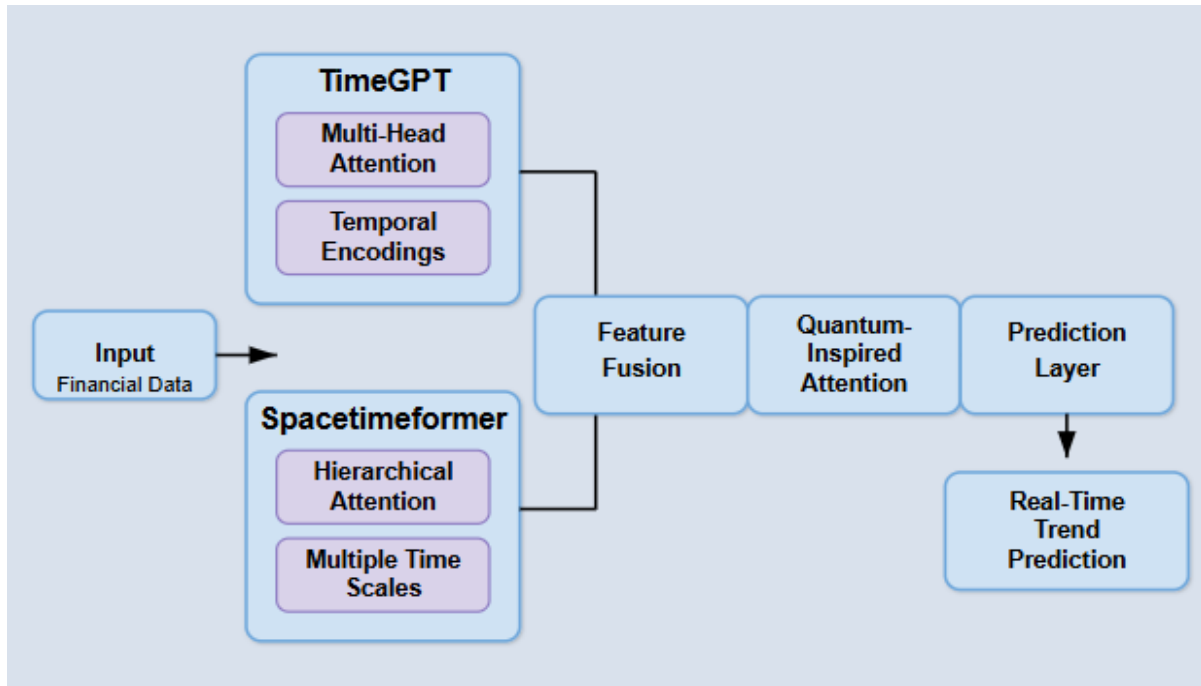 TimeGPT
Multi-Head
Attention
Temporal
Encodings
Input
Financial Data
Spacetimeformer
Hierarchical
Attention
Multiple Time
Scales
Feature
Fusion
Quantum-
Inspired
Attention
Prediction
Layer
Real-Time
Trend
Prediction